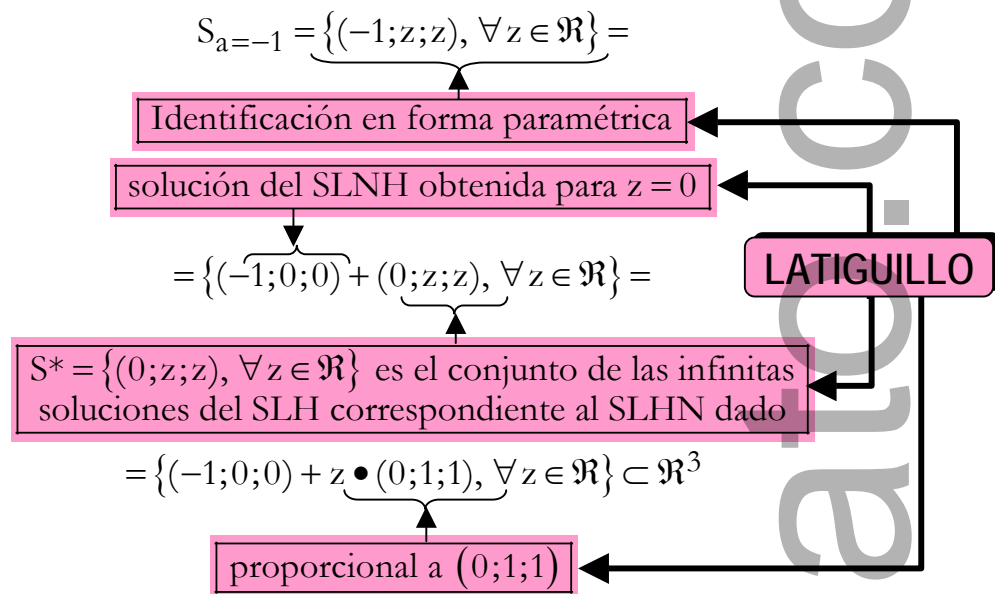 S_{a=−1} = {(−1;z;z), ∀ z ∈ ℜ} =
Identificación en forma paramétrica
solución del SLNH obtenida para z = 0
= {(−1;0;0) + (0;z;z), ∀ z ∈ ℜ} =
LATIGUILLO
S* = {(0;z;z), ∀ z ∈ ℜ} es el conjunto de las infinitas
soluciones del SLH correspondiente al SLHN dado
= {(−1;0;0) + z • (0;1;1), ∀ z ∈ ℜ} ⊂ ℜ³
proporcional a (0;1;1)
ato.co